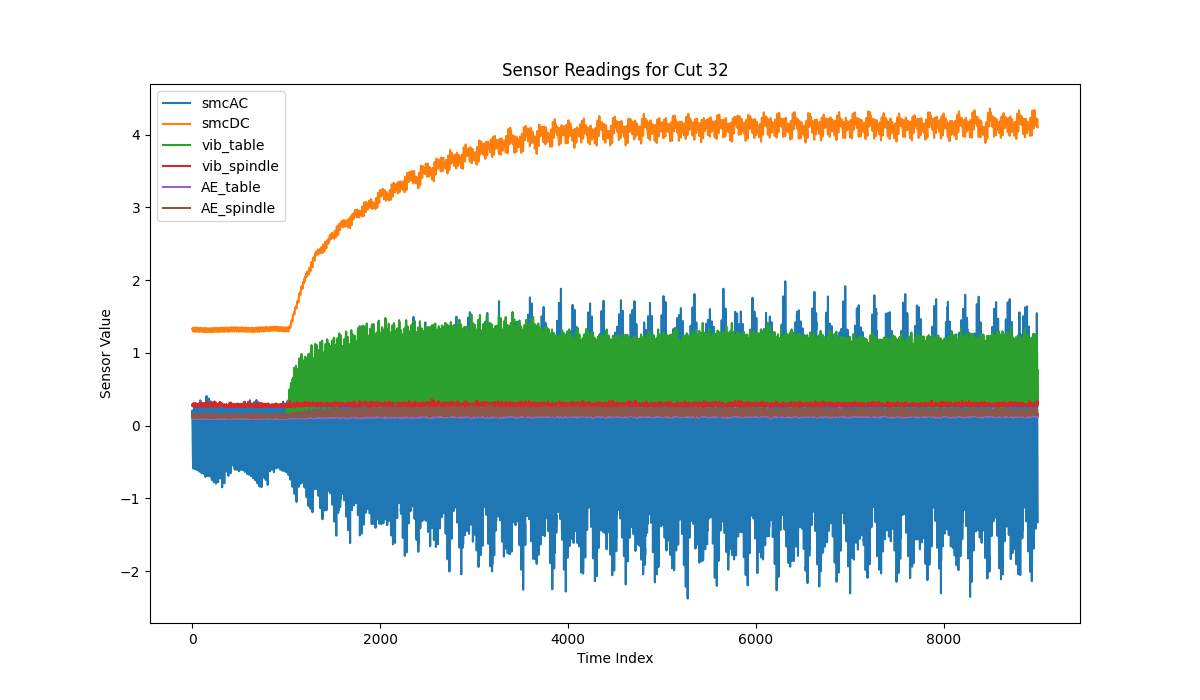 Sensor Readings for Cut 32
smcAC
smcDC
vib_table
vib_spindle
AE_table
AE_spindle
Sensor Value
4
3
2
1
0
−1
−2
0 2000 4000 6000 8000
Time Index